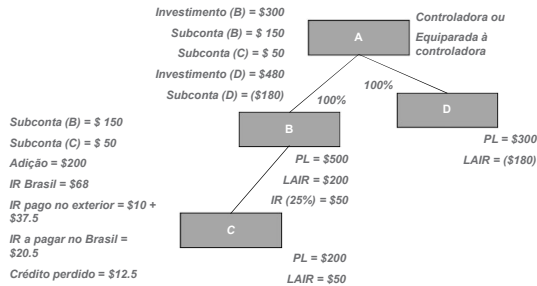 Investimento (B) = $300
Subconta (B) = $ 150
Subconta (C) = $ 50
Investimento (D) = $480
Subconta (D) = ($180)
A
Controladora ou
Equiparada à
controladora
100%
100%
B
D
PL = $500
LAIR = $200
IR (25%) = $50
PL = $300
LAIR = ($180)
Subconta (B) = $ 150
Subconta (C) = $ 50
Adição = $200
IR Brasil = $68
IR pago no exterior = $10 +
$37.5
IR a pagar no Brasil =
$20.5
Crédito perdido = $12.5
C
PL = $200
LAIR = $50